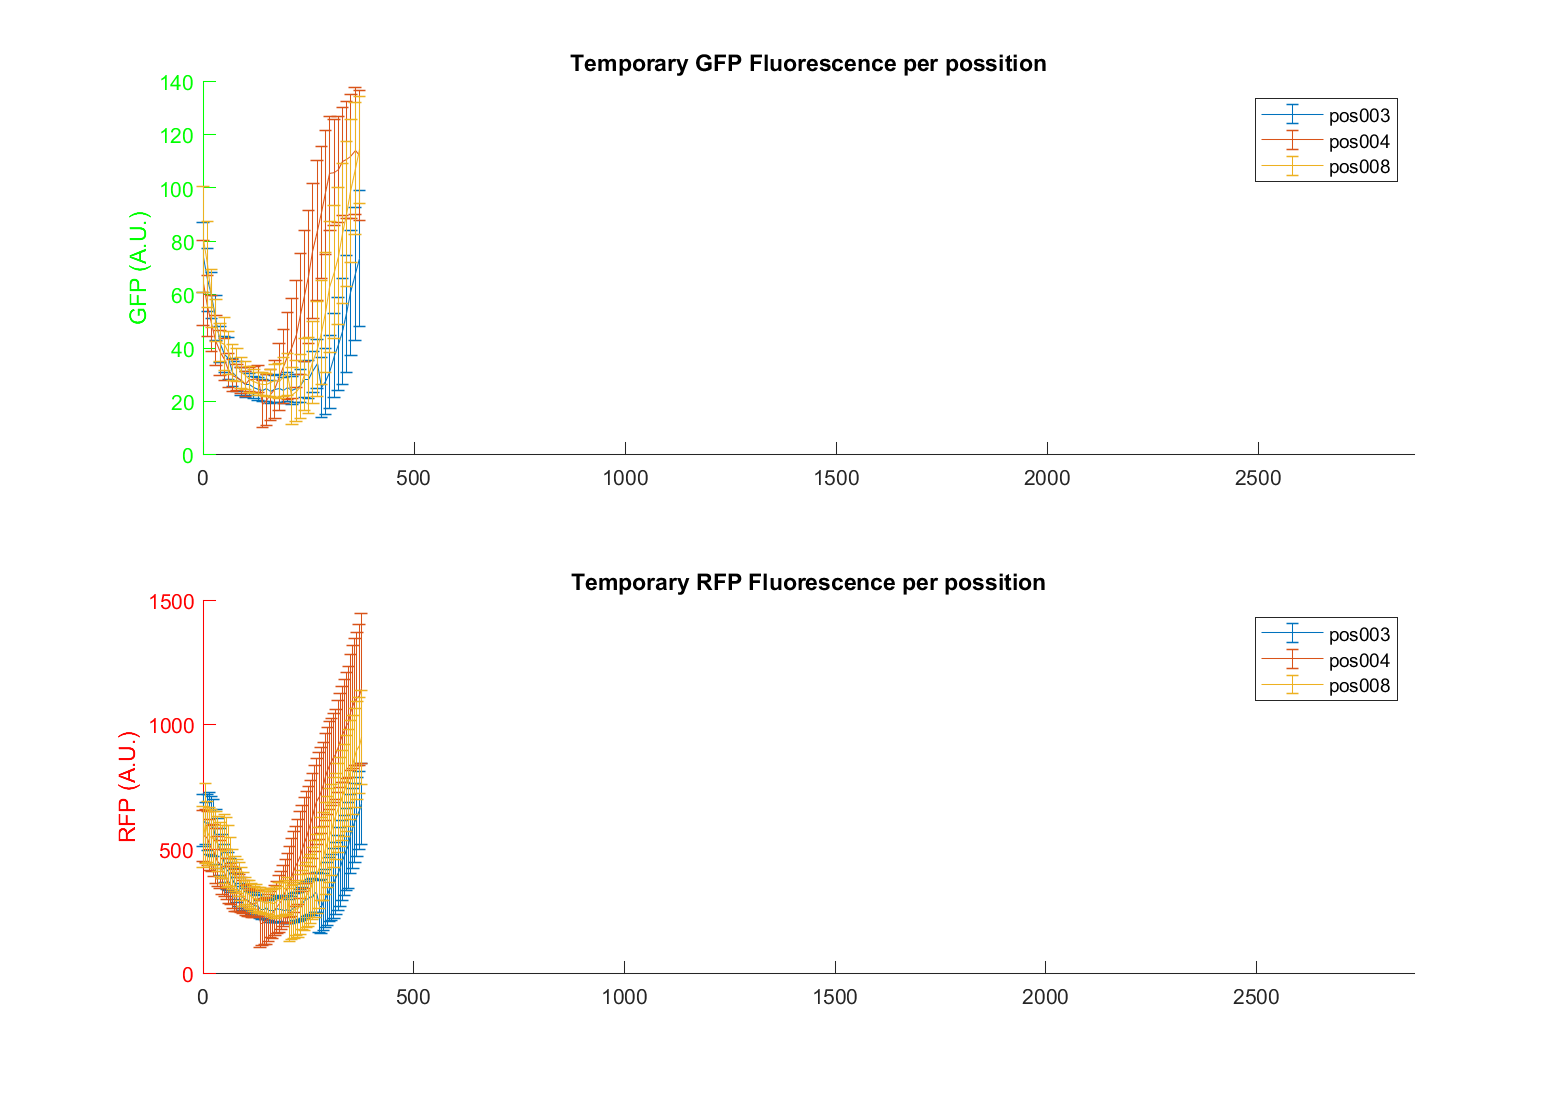 Temporary GFP Fluorescence per possition
GFP (A.U.)
140
120
100
80
60
40
20
0
0 500 1000 1500 2000 2500
pos003
pos004
pos008
Temporary RFP Fluorescence per possition
RFP (A.U.)
1500
1000
500
0
0 500 1000 1500 2000 2500
pos003
pos004
pos008